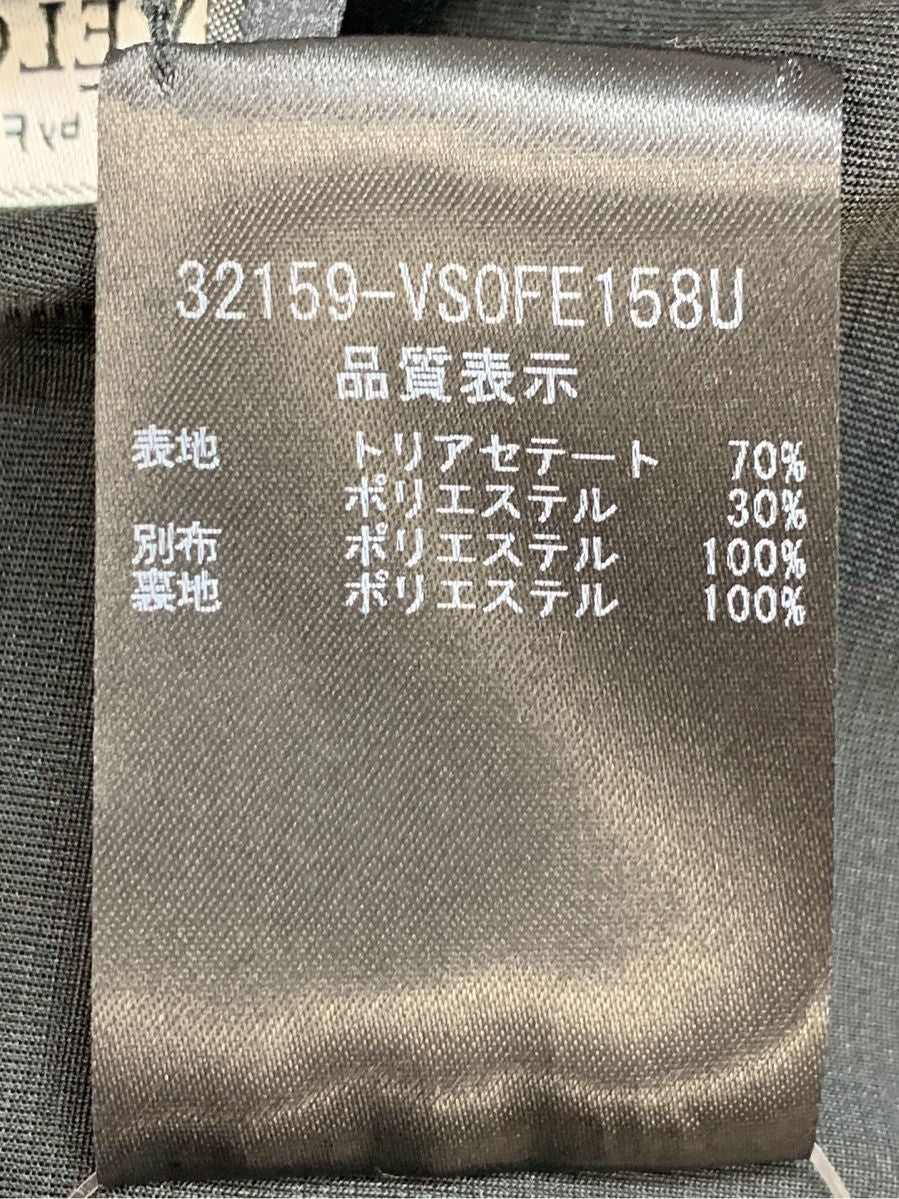 32159-VSOFE158U
品質表示
表地 トリアセテート 70%
ポリエステル 30%
別布 ポリエステル 100%
裏地 ポリエステル 100%